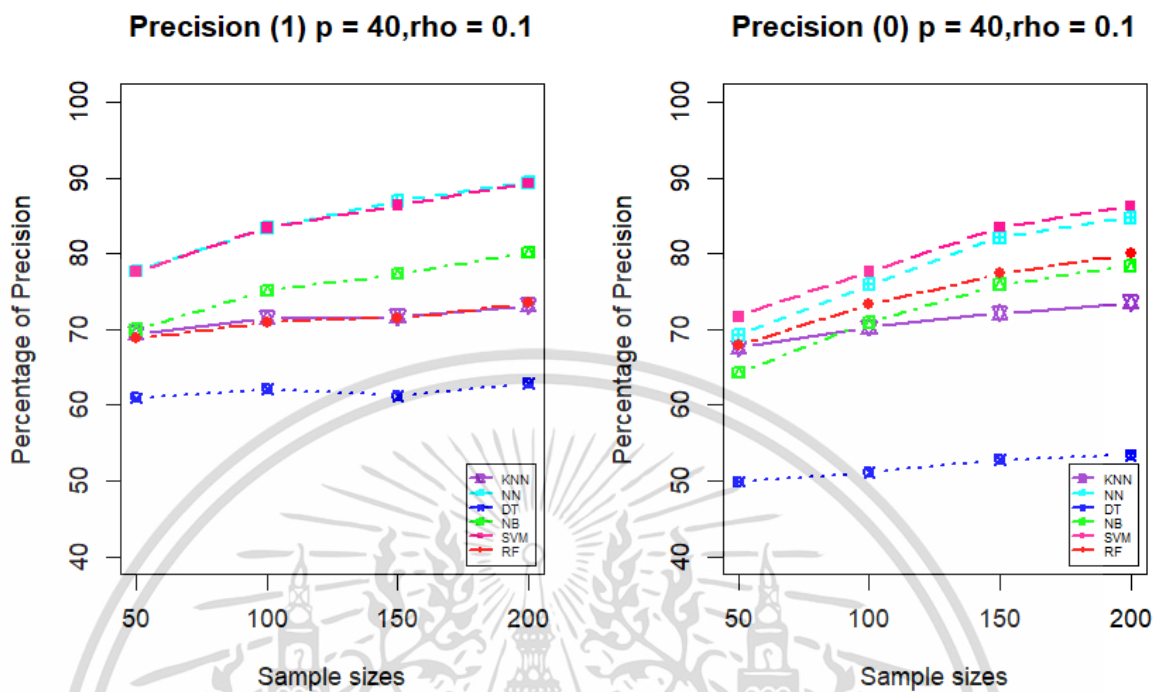 Precision (1) p = 40,rho = 0.1
Percentage of Precision
100
90
80
70
60
50
40
50 100 150 200
Sample sizes
KNN
NN
DT
NB
SVM
RF
Precision (0) p = 40,rho = 0.1
Percentage of Precision
100
90
80
70
60
50
40
50 100 150 200
Sample sizes
KNN
NN
DT
NB
SVM
RF